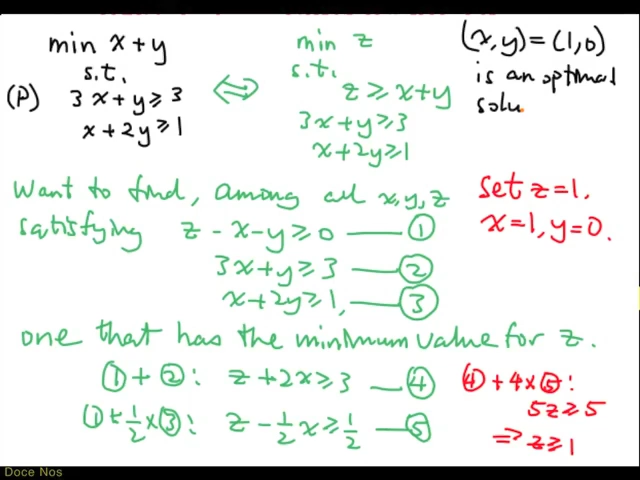 min x+y
s.t.
(P) 3x+y≥3
x+2y≥1
⇔
min z
s.t.
z≥x+y
3x+y≥3
x+2y≥1
(x,y)=(1,0)
is an optimal
solu
Want to find, among all x,y,z
satisfying z-x-y≥0 — ①
3x+y≥3 — ②
x+2y≥1, — ③
one that has the minimum value for z.
①+②: z+2x≥3 — ④
①+½×③: z-½x≥½ — ⑤
set z=1,
x=1, y=0.
④+4×⑤:
5z≥5
⇒ z≥1
Doce Nos